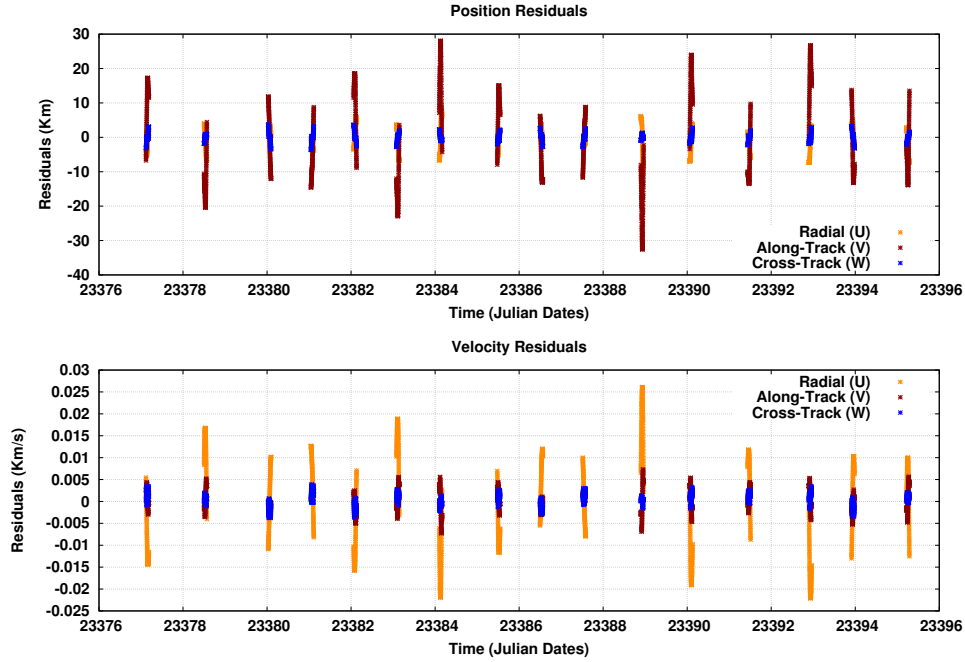 Position Residuals
30
20
10
0
-10
-20
-30
-40
Residuals (Km)
Radial (U)
Along-Track (V)
Cross-Track (W)
23376 23378 23380 23382 23384 23386 23388 23390 23392 23394 23396
Time (Julian Dates)
Velocity Residuals
0.03
0.025
0.02
0.015
0.01
0.005
0
-0.005
-0.01
-0.015
-0.02
-0.025
Residuals (Km/s)
Radial (U)
Along-Track (V)
Cross-Track (W)
23376 23378 23380 23382 23384 23386 23388 23390 23392 23394 23396
Time (Julian Dates)